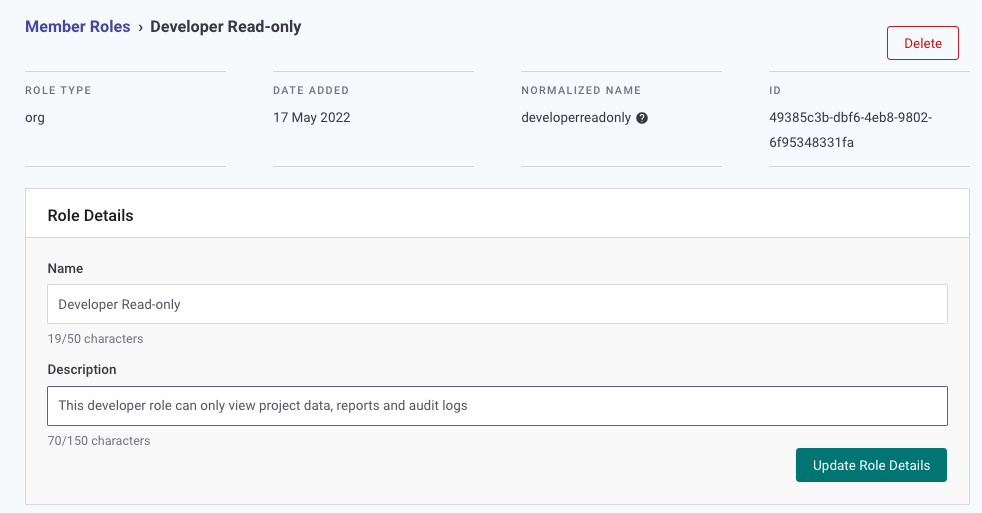 Member Roles › Developer Read-only
Delete
ROLE TYPE
org
DATE ADDED
17 May 2022
NORMALIZED NAME
developerreadonly ?
ID
49385c3b-dbf6-4eb8-9802-
6f95348331fa
Role Details
Name
Developer Read-only
19/50 characters
Description
This developer role can only view project data, reports and audit logs
70/150 characters
Update Role Details